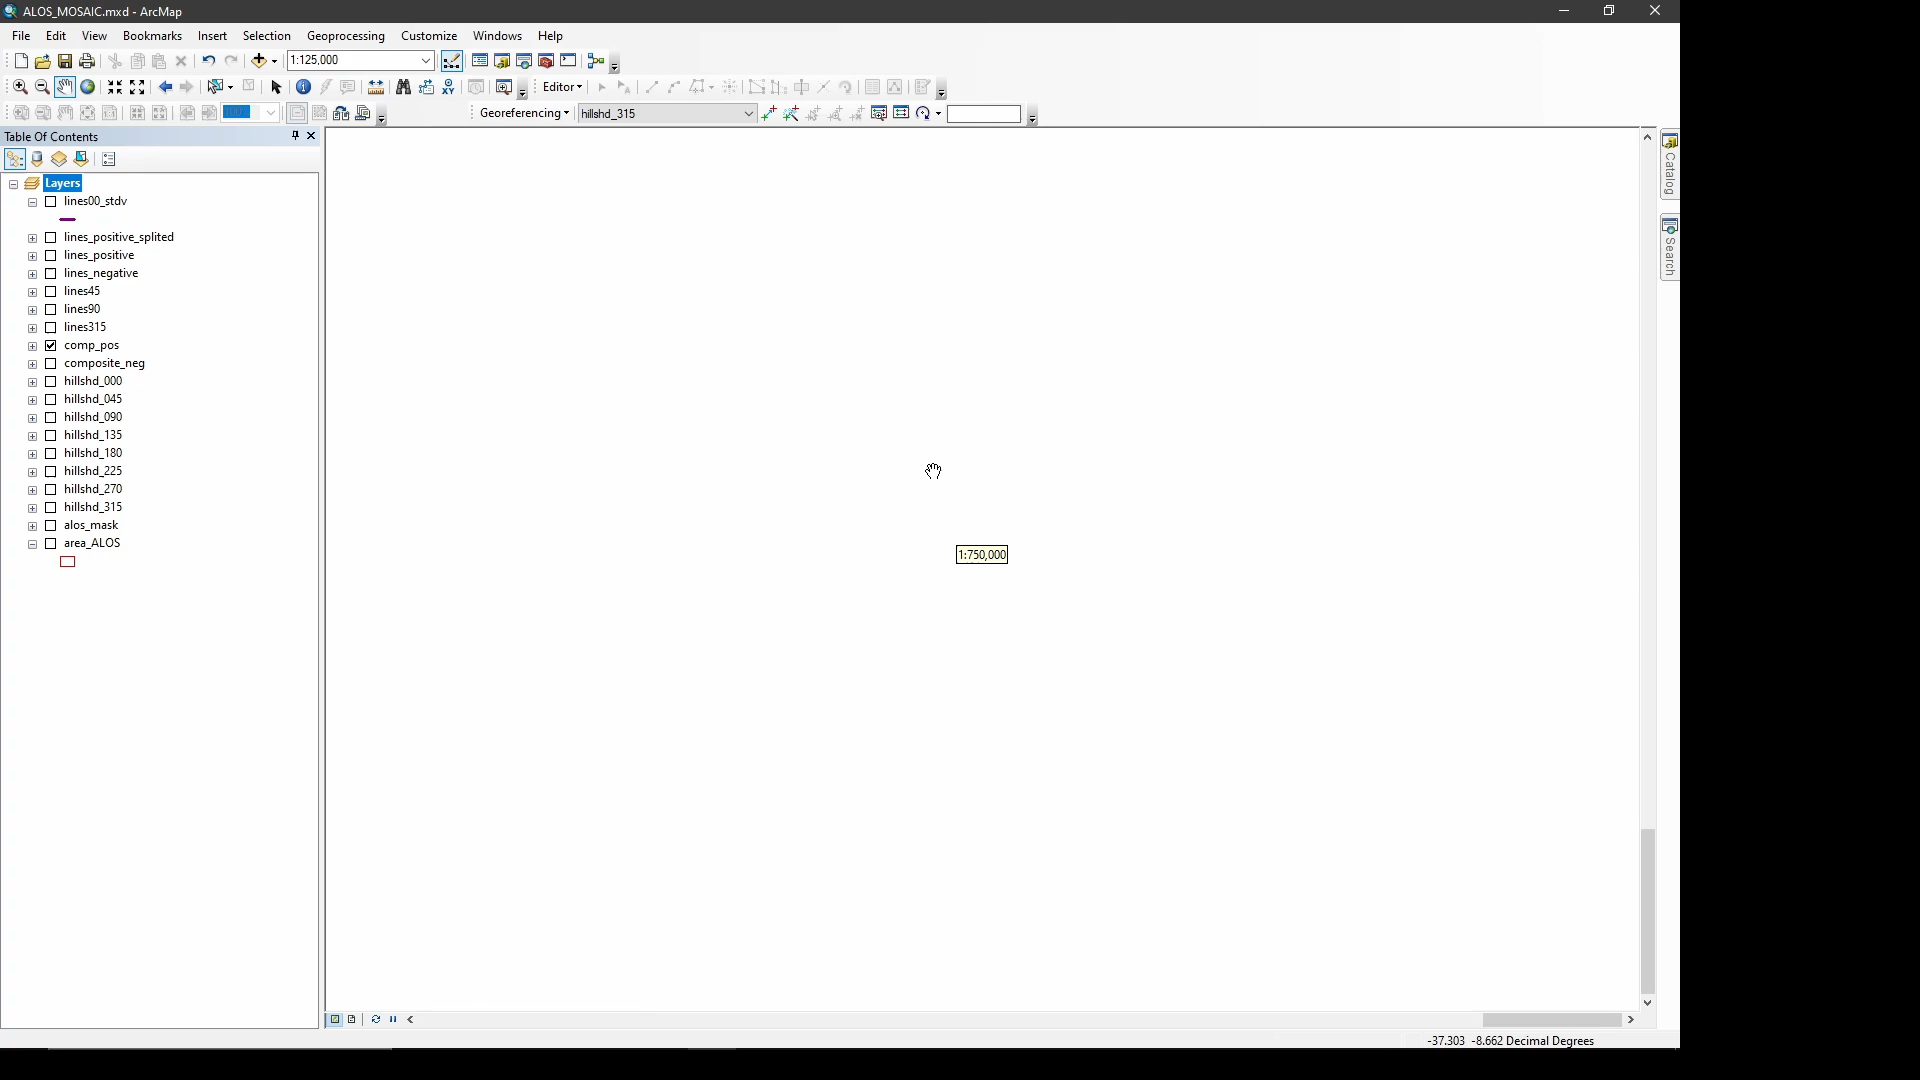 ALOS_MOSAIC.mxd - ArcMap
File Edit View Bookmarks Insert Selection Geoprocessing Customize Windows Help
1:125,000
Editor
100%
Georeferencing hillshd_315
Table Of Contents
Layers
lines00_stdv
lines_positive_splited
lines_positive
lines_negative
lines45
lines90
lines315
comp_pos
composite_neg
hillshd_000
hillshd_045
hillshd_090
hillshd_135
hillshd_180
hillshd_225
hillshd_270
hillshd_315
alos_mask
area_ALOS
1:750,000
Catalog
Search
-37.303 -8.662 Decimal Degrees